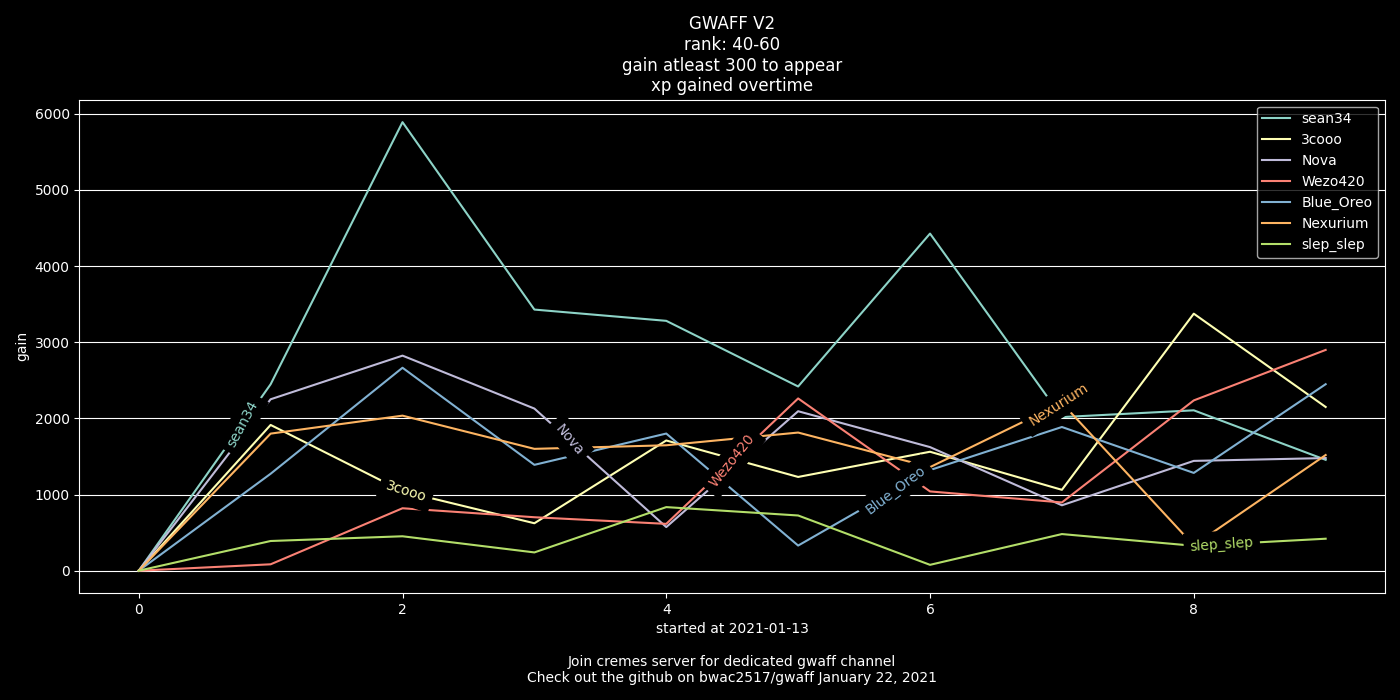 GWAFF V2
rank: 40-60
gain atleast 300 to appear
xp gained overtime
6000
5000
4000
3000
2000
1000
0
gain
sean34
3cooo
Nova
Wezo420
Blue_Oreo
Nexurium
slep_slep
sean34
3cooo
Nova
Wezo420
Blue_Oreo
Nexurium
slep_slep
0 2 4 6 8
started at 2021-01-13
Join cremes server for dedicated gwaff channel
Check out the github on bwac2517/gwaff January 22, 2021